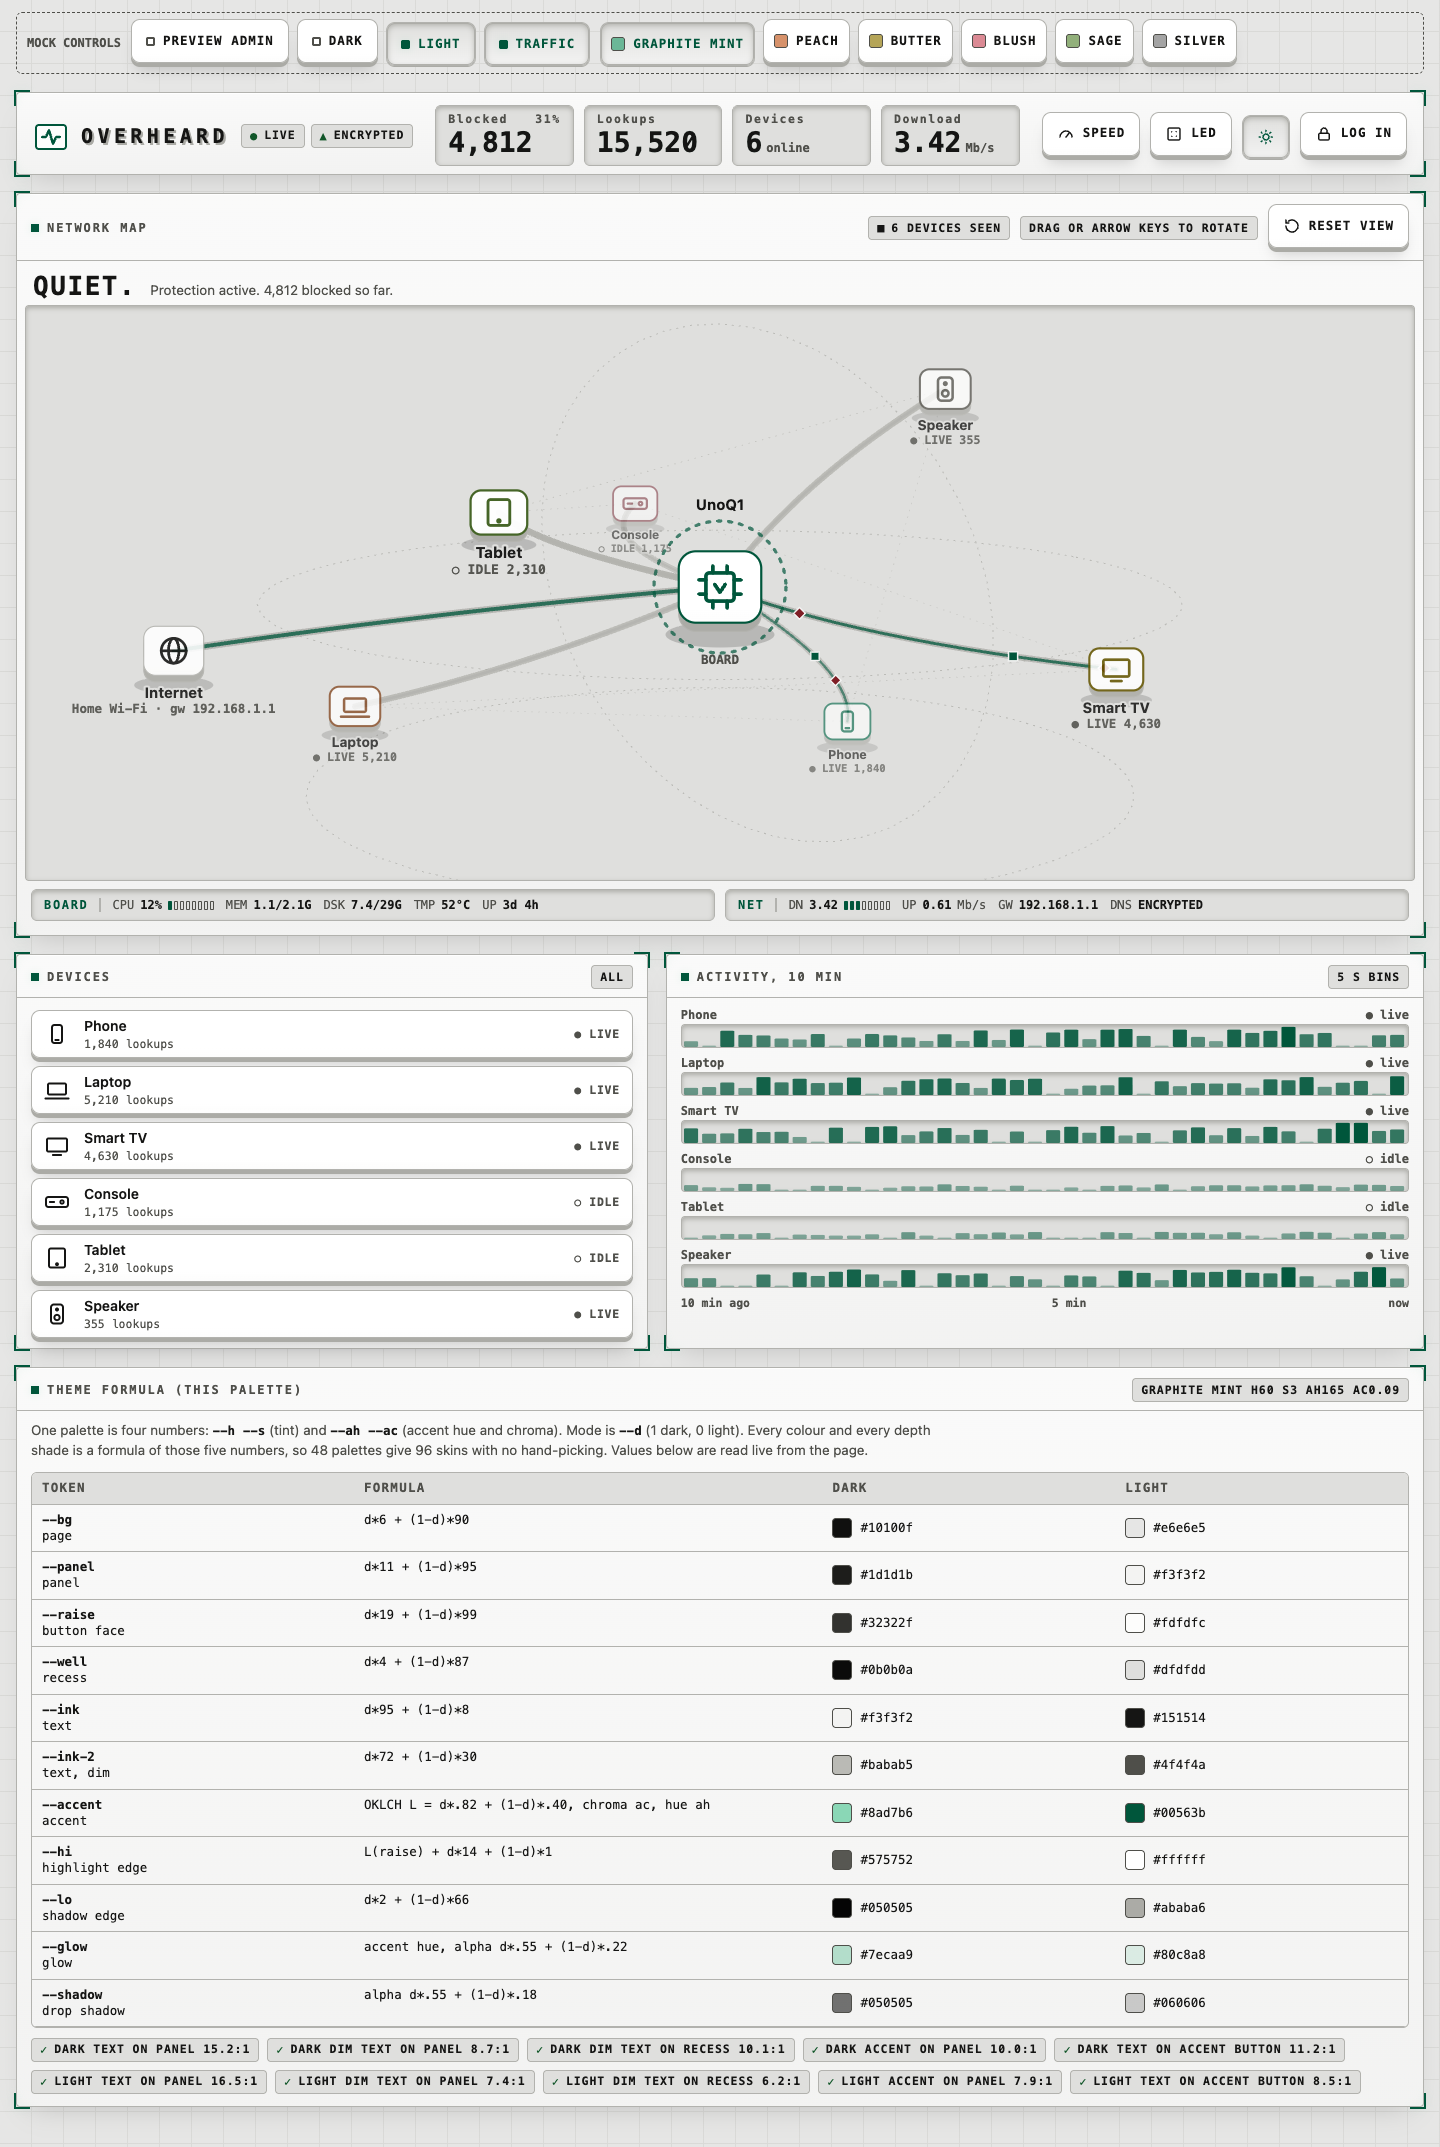 MOCK CONTROLS PREVIEW ADMIN DARK LIGHT TRAFFIC GRAPHITE MINT PEACH BUTTER BLUSH SAGE SILVER
OVERHEARD ● LIVE ▲ ENCRYPTED
Blocked 31%
4,812
Lookups
15,520
Devices
6 online
Download
3.42 Mb/s
SPEED LED LOG IN
NETWORK MAP
■ 6 DEVICES SEEN DRAG OR ARROW KEYS TO ROTATE RESET VIEW
QUIET. Protection active. 4,812 blocked so far.
Speaker
● LIVE 355
UnoQ1
Console
○ IDLE 1,175
Tablet
○ IDLE 2,310
BOARD
Internet
Home Wi-Fi · gw 192.168.1.1
Laptop
● LIVE 5,210
Smart TV
● LIVE 4,630
Phone
● LIVE 1,840
BOARD CPU 12% MEM 1.1/2.1G DSK 7.4/29G TMP 52°C UP 3d 4h
NET DN 3.42 UP 0.61 Mb/s GW 192.168.1.1 DNS ENCRYPTED
DEVICES ALL
Phone
1,840 lookups
● LIVE
Laptop
5,210 lookups
● LIVE
Smart TV
4,630 lookups
● LIVE
Console
1,175 lookups
○ IDLE
Tablet
2,310 lookups
○ IDLE
Speaker
355 lookups
● LIVE
ACTIVITY, 10 MIN 5 S BINS
Phone ● live
Laptop ● live
Smart TV ● live
Console ○ idle
Tablet ○ idle
Speaker ● live
10 min ago 5 min now
THEME FORMULA (THIS PALETTE) GRAPHITE MINT H60 S3 AH165 AC0.09
One palette is four numbers: --h --s (tint) and --ah --ac (accent hue and chroma). Mode is --d (1 dark, 0 light). Every colour and every depth
shade is a formula of those five numbers, so 48 palettes give 96 skins with no hand-picking. Values below are read live from the page.
TOKEN FORMULA DARK LIGHT
--bg d*6 + (1-d)*90 #10100f #e6e6e5
page
--panel d*11 + (1-d)*95 #1d1d1b #f3f3f2
panel
--raise d*19 + (1-d)*99 #32322f #fdfdfc
button face
--well d*4 + (1-d)*87 #0b0b0a #dfdfdd
recess
--ink d*95 + (1-d)*8 #f3f3f2 #151514
text
--ink-2 d*72 + (1-d)*30 #babab5 #4f4f4a
text, dim
--accent OKLCH L = d*.82 + (1-d)*.40, chroma ac, hue ah #8ad7b6 #00563b
accent
--hi L(raise) + d*14 + (1-d)*1 #575752 #ffffff
highlight edge
--lo d*2 + (1-d)*66 #050505 #ababa6
shadow edge
--glow accent hue, alpha d*.55 + (1-d)*.22 #7ecaa9 #80c8a8
glow
--shadow alpha d*.55 + (1-d)*.18 #050505 #060606
drop shadow
✓ DARK TEXT ON PANEL 15.2:1 ✓ DARK DIM TEXT ON PANEL 8.7:1 ✓ DARK DIM TEXT ON RECESS 10.1:1 ✓ DARK ACCENT ON PANEL 10.0:1 ✓ DARK TEXT ON ACCENT BUTTON 11.2:1
✓ LIGHT TEXT ON PANEL 16.5:1 ✓ LIGHT DIM TEXT ON PANEL 7.4:1 ✓ LIGHT DIM TEXT ON RECESS 6.2:1 ✓ LIGHT ACCENT ON PANEL 7.9:1 ✓ LIGHT TEXT ON ACCENT BUTTON 8.5:1